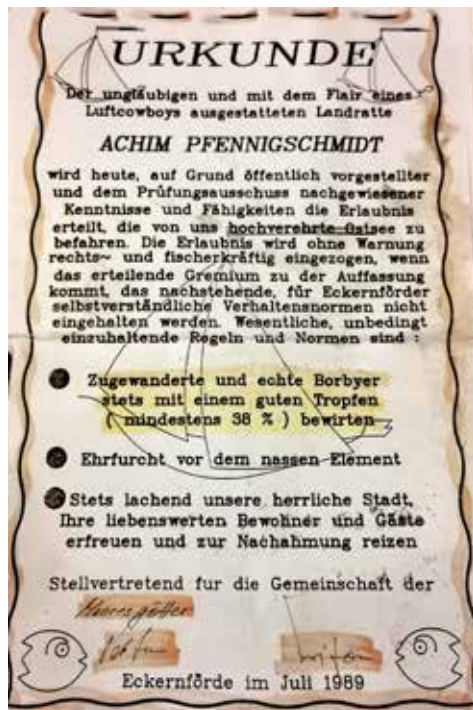 URKUNDE
Der ungläubigen und mit dem Flair eines
Luftcowboys ausgestatteten Landratte
ACHIM PFENNIGSCHMIDT
wird heute, auf Grund öffentlich vorgestellter
und dem Prüfungsausschuss nachgewiesener
Kenntnisse und Fähigkeiten die Erlaubnis
erteilt, die von uns hochverehrte Ostsee zu
befahren. Die Erlaubnis wird ohne Warnung
rechts~ und fischerkräftig eingezogen, wenn
das erteilende Gremium zu der Auffassung
kommt, das nachstehende, für Eckernförder
selbstverständliche Verhaltensnormen nicht
eingehalten werden. Wesentliche, unbedingt
einzuhaltende Regeln und Normen sind :
Zugewanderte und echte Borbyer
stets mit einem guten Tropfen
( mindestens 38 % ) bewirten
Ehrfurcht vor dem nassen Element
Stets lachend unsere herrliche Stadt,
Ihre liebenswerten Bewohner und Gäste
erfreuen und zur Nachahmung reizen
Stellvertretend für die Gemeinschaft der
Meeresgötter
Eckernförde im Juli 1989